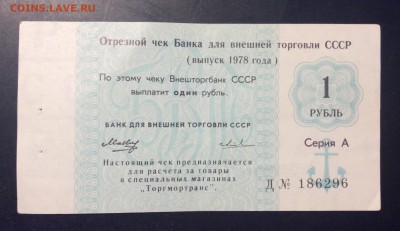 COINS.LAVE.RU
Отрезной чек Банка для внешней торговли СССР
(выпуск 1978 года)
По этому чеку Внешторгбанк СССР
выплатит один рубль.
1
РУБЛЬ
БАНК ДЛЯ ВНЕШНЕЙ ТОРГОВЛИ СССР
Серия А
Настоящий чек предназначается
для расчета за товары
в специальных магазинах
„Торгмортранс".
Д № 186296